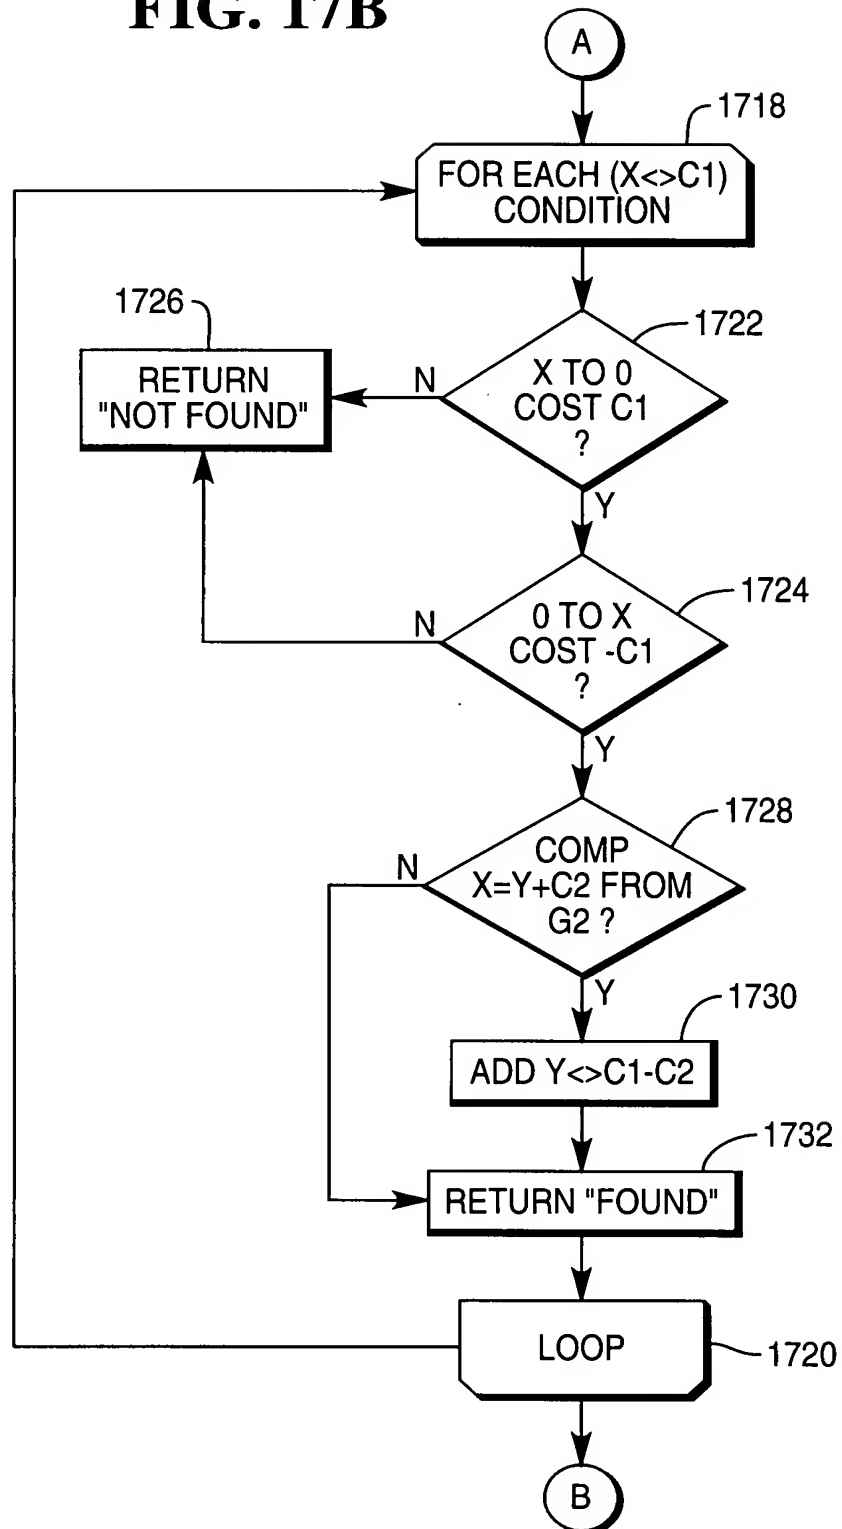 FIG. 17B
A
1718
FOR EACH (X<>C1)
CONDITION
1726
1722
RETURN
"NOT FOUND"
N
X TO 0
COST C1
?
Y
1724
N
0 TO X
COST -C1
?
Y
1728
N
COMP
X=Y+C2 FROM
G2 ?
Y
1730
ADD Y<>C1-C2
1732
RETURN "FOUND"
LOOP
1720
B